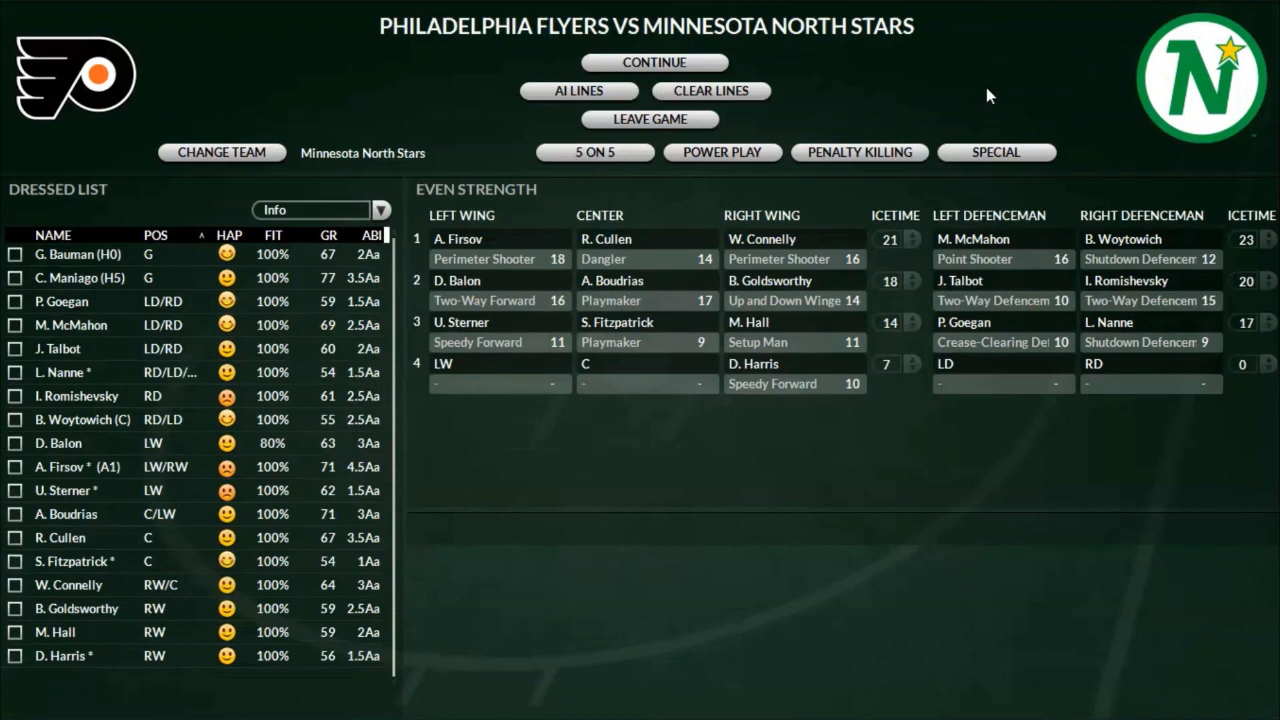 PHILADELPHIA FLYERS VS MINNESOTA NORTH STARS
CONTINUE
AI LINES CLEAR LINES
LEAVE GAME
CHANGE TEAM Minnesota North Stars 5 ON 5 POWER PLAY PENALTY KILLING SPECIAL
DRESSED LIST
Info
NAME POS HAP FIT GR ABI
G. Bauman (H0) G 100% 67 2Aa
C. Maniago (H5) G 100% 77 3.5Aa
P. Goegan LD/RD 100% 59 1.5Aa
M. McMahon LD/RD 100% 69 2.5Aa
J. Talbot LD/RD 100% 60 2Aa
L. Nanne * RD/LD/... 100% 54 1.5Aa
I. Romishevsky RD 100% 61 2.5Aa
B. Woytowich (C) RD/LD 100% 55 2.5Aa
D. Balon LW 80% 63 3Aa
A. Firsov * (A1) LW/RW 100% 71 4.5Aa
U. Sterner * LW 100% 62 1.5Aa
A. Boudrias C/LW 100% 71 3Aa
R. Cullen C 100% 67 3.5Aa
S. Fitzpatrick * C 100% 54 1Aa
W. Connelly RW/C 100% 64 3Aa
B. Goldsworthy RW 100% 59 2.5Aa
M. Hall RW 100% 59 2Aa
D. Harris * RW 100% 56 1.5Aa
EVEN STRENGTH
LEFT WING CENTER RIGHT WING ICETIME LEFT DEFENCEMAN RIGHT DEFENCEMAN ICETIME
1 A. Firsov R. Cullen W. Connelly 21 M. McMahon B. Woytowich 23
Perimeter Shooter 18 Dangler 14 Perimeter Shooter 16 Point Shooter 16 Shutdown Defencem 12
2 D. Balon A. Boudrias B. Goldsworthy 18 J. Talbot I. Romishevsky 20
Two-Way Forward 16 Playmaker 17 Up and Down Winge 14 Two-Way Defencem 10 Two-Way Defencem 15
3 U. Sterner S. Fitzpatrick M. Hall 14 P. Goegan L. Nanne 17
Speedy Forward 11 Playmaker 9 Setup Man 11 Crease-Clearing De 10 Shutdown Defencem 9
4 LW C D. Harris 7 LD RD 0
- - - - Speedy Forward 10 - - - -